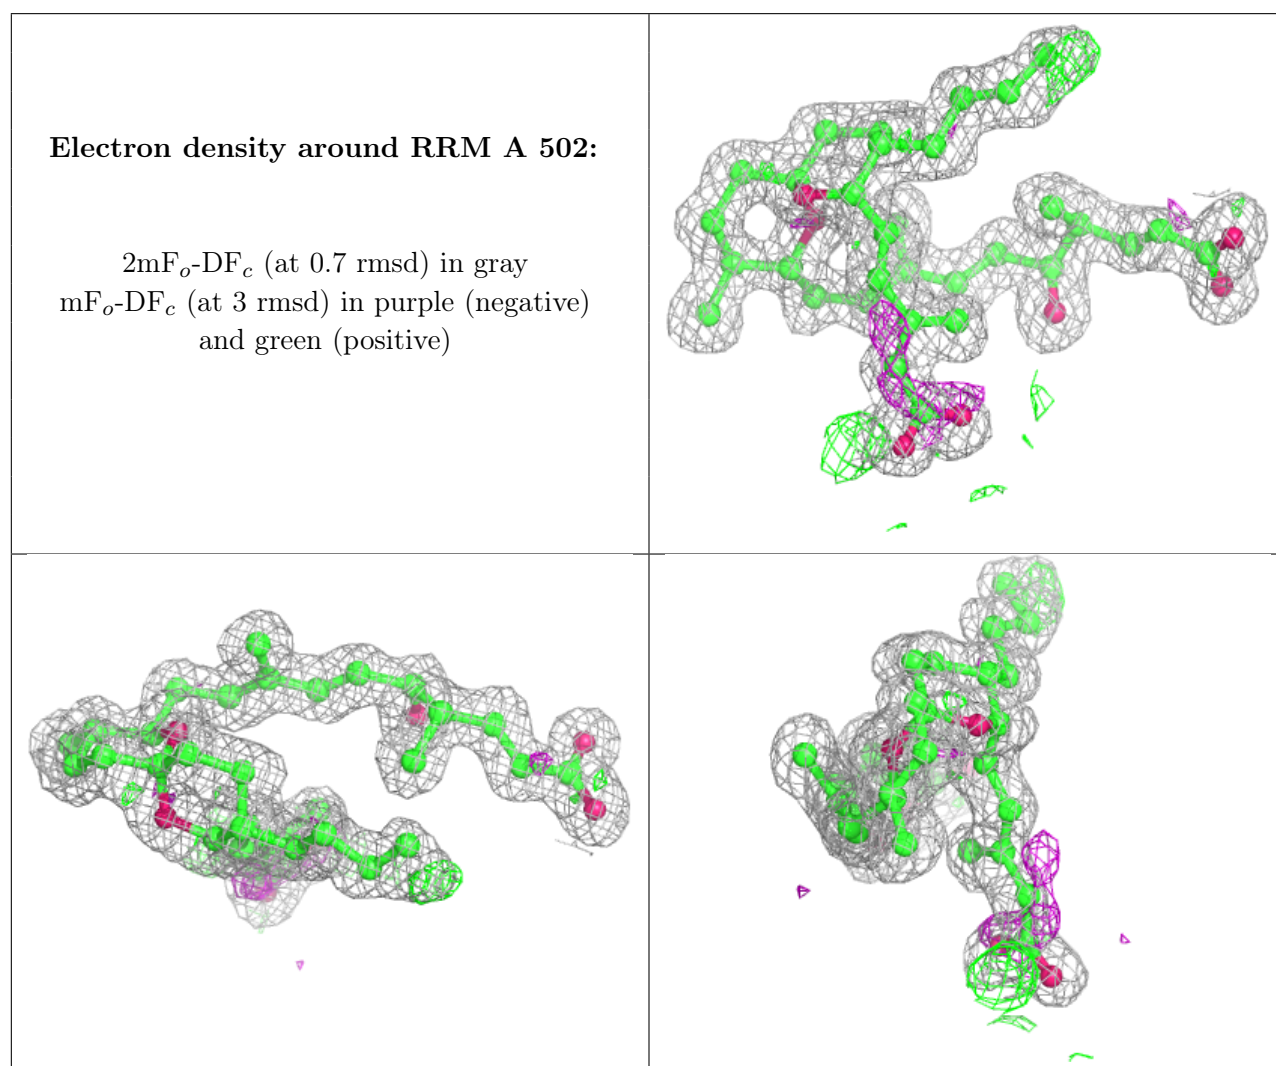 Electron density around RRM A 502:
2mFₒ-DF𝒸 (at 0.7 rmsd) in gray
mFₒ-DF𝒸 (at 3 rmsd) in purple (negative)
and green (positive)